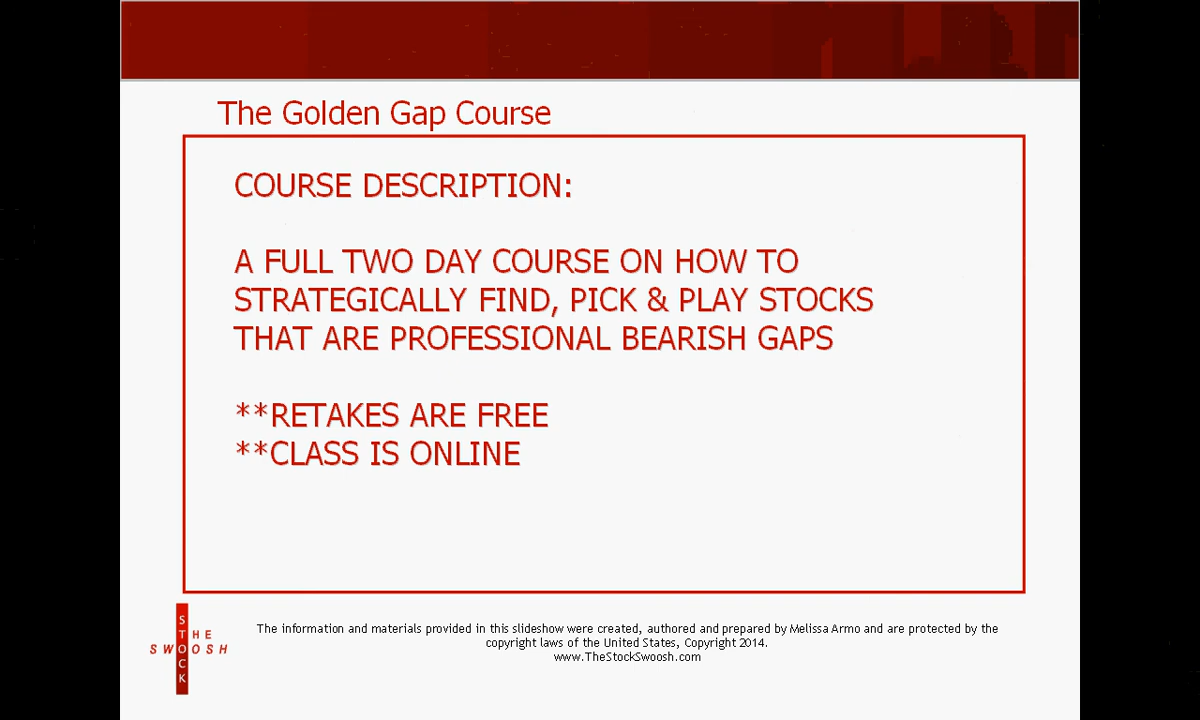 The Golden Gap Course
COURSE DESCRIPTION:
A FULL TWO DAY COURSE ON HOW TO
STRATEGICALLY FIND, PICK & PLAY STOCKS
THAT ARE PROFESSIONAL BEARISH GAPS
**RETAKES ARE FREE
**CLASS IS ONLINE
THE
STOCK
SWOOSH
The information and materials provided in this slideshow were created, authored and prepared by Melissa Armo and are protected by the
copyright laws of the United States, Copyright 2014.
www.TheStockSwoosh.com